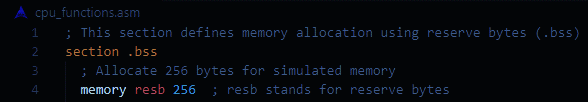 cpu_functions.asm
1 ; This section defines memory allocation using reserve bytes (.bss)
2 section .bss
3 ; Allocate 256 bytes for simulated memory
4 memory resb 256 ; resb stands for reserve bytes